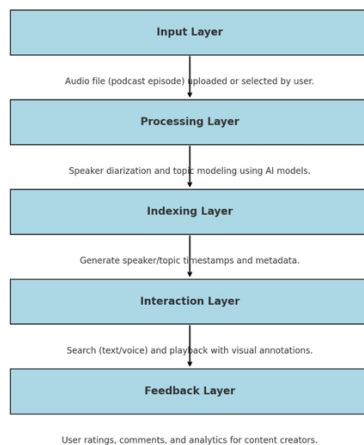 Input Layer
Audio file (podcast episode) uploaded or selected by user.
Processing Layer
Speaker diarization and topic modeling using AI models.
Indexing Layer
Generate speaker/topic timestamps and metadata.
Interaction Layer
Search (text/voice) and playback with visual annotations.
Feedback Layer
User ratings, comments, and analytics for content creators.